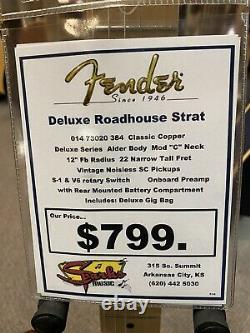 Fender
Since 1946
Deluxe Roadhouse Strat
014 73020 384 Classic Copper
Deluxe Series Alder Body Mod "C" Neck
12" Fb Radius 22 Narrow Tall Fret
Vintage Noisless SC Pickups
S-1 & V6 rotary Switch Onboard Preamp
with Rear Mounted Battery Compartment
Includes: Deluxe Gig Bag
Our Price...
$799.
315 So. Summit
Arkansas City, KS
(620) 442 5030